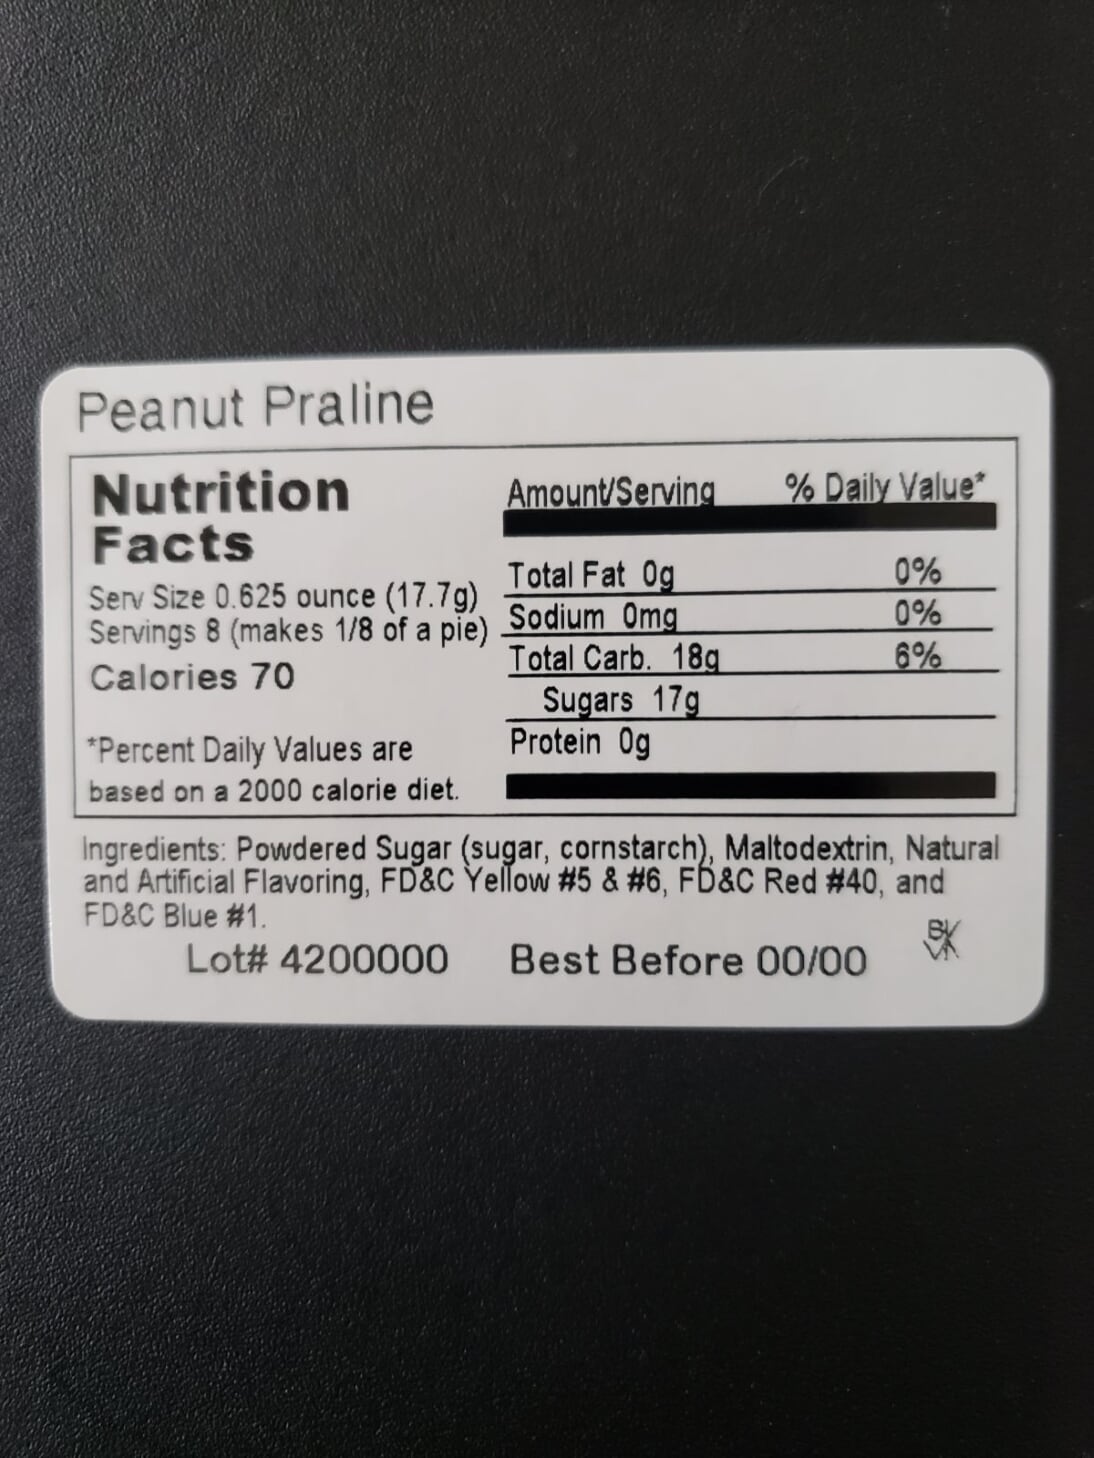 Peanut Praline
Nutrition
Facts
Serv Size 0.625 ounce (17.7g)
Servings 8 (makes 1/8 of a pie)
Calories 70
*Percent Daily Values are
based on a 2000 calorie diet.
Amount/Serving % Daily Value*
Total Fat 0g 0%
Sodium 0mg 0%
Total Carb. 18g 6%
Sugars 17g
Protein 0g
Ingredients: Powdered Sugar (sugar, cornstarch), Maltodextrin, Natural
and Artificial Flavoring, FD&C Yellow #5 & #6, FD&C Red #40, and
FD&C Blue #1.
Lot# 4200000 Best Before 00/00